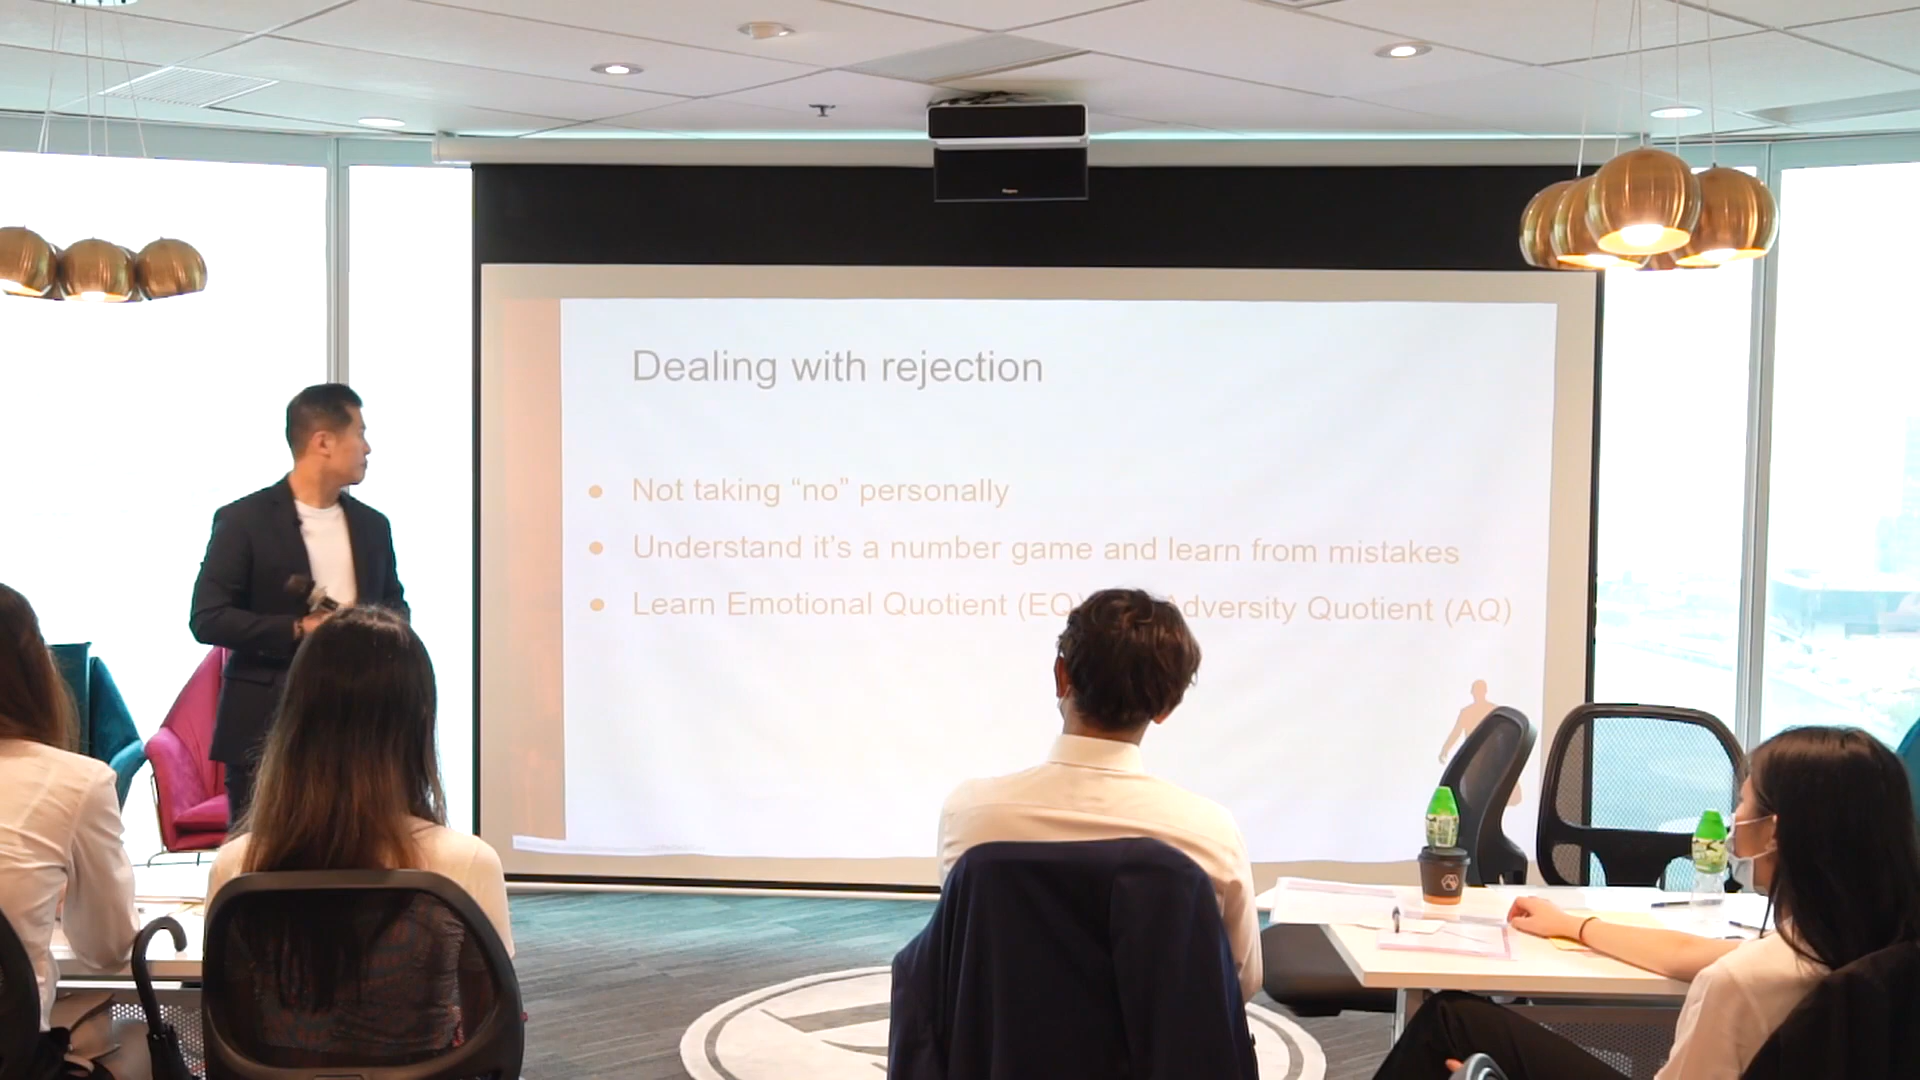 Dealing with rejection
Not taking “no” personally
Understand it’s a number game and learn from mistakes
Learn Emotional Quotient (EQ) Adversity Quotient (AQ)